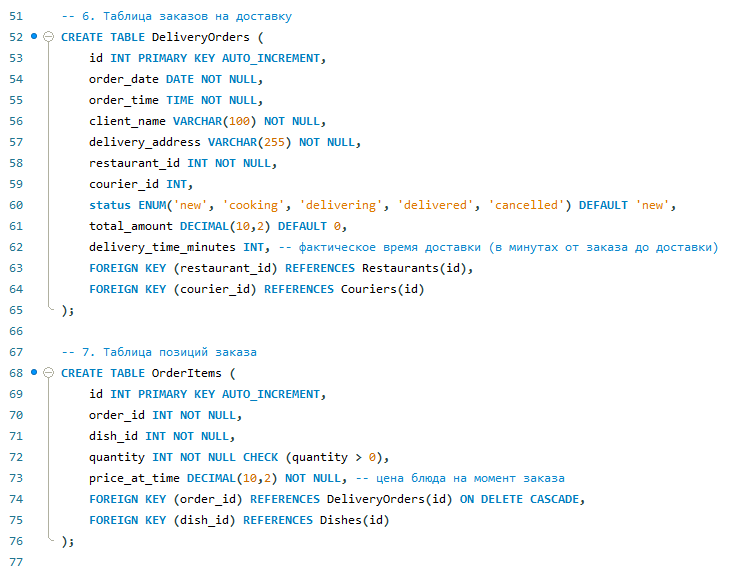 51 -- 6. Таблица заказов на доставку
52 CREATE TABLE DeliveryOrders (
53 id INT PRIMARY KEY AUTO_INCREMENT,
54 order_date DATE NOT NULL,
55 order_time TIME NOT NULL,
56 client_name VARCHAR(100) NOT NULL,
57 delivery_address VARCHAR(255) NOT NULL,
58 restaurant_id INT NOT NULL,
59 courier_id INT,
60 status ENUM('new', 'cooking', 'delivering', 'delivered', 'cancelled') DEFAULT 'new',
61 total_amount DECIMAL(10,2) DEFAULT 0,
62 delivery_time_minutes INT, -- фактическое время доставки (в минутах от заказа до доставки)
63 FOREIGN KEY (restaurant_id) REFERENCES Restaurants(id),
64 FOREIGN KEY (courier_id) REFERENCES Couriers(id)
65 );
66
67 -- 7. Таблица позиций заказа
68 CREATE TABLE OrderItems (
69 id INT PRIMARY KEY AUTO_INCREMENT,
70 order_id INT NOT NULL,
71 dish_id INT NOT NULL,
72 quantity INT NOT NULL CHECK (quantity > 0),
73 price_at_time DECIMAL(10,2) NOT NULL, -- цена блюда на момент заказа
74 FOREIGN KEY (order_id) REFERENCES DeliveryOrders(id) ON DELETE CASCADE,
75 FOREIGN KEY (dish_id) REFERENCES Dishes(id)
76 );
77